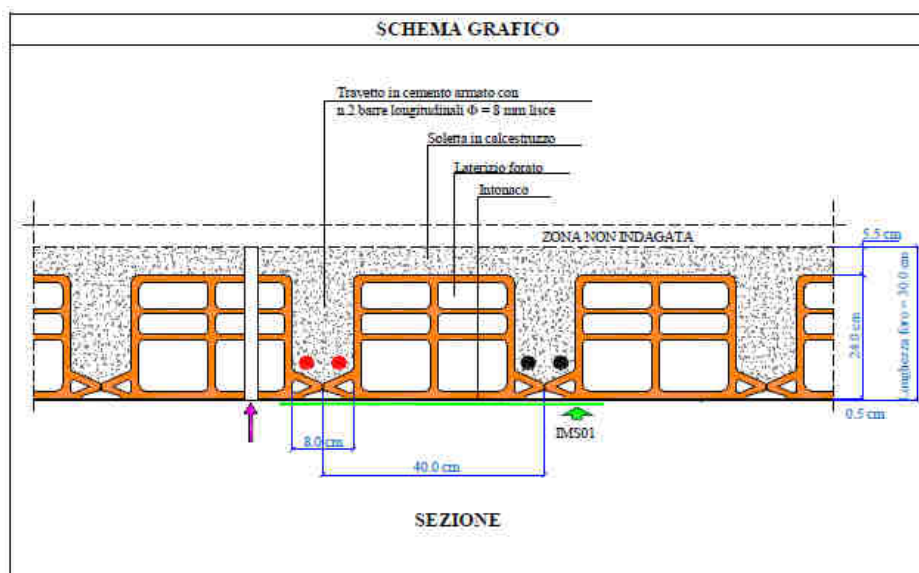 SCHEMA GRAFICO
Travetto in cemento armato con
n.2 barre longitudinali Φ = 8 mm lisce
Soletta in calcestruzzo
Laterizio forato
Intonaco
ZONA NON INDAGATA
5.5 cm
24.0 cm
Lunghezza foro = 30.0 cm
0.5 cm
IMS01
8.0 cm
40.0 cm
SEZIONE